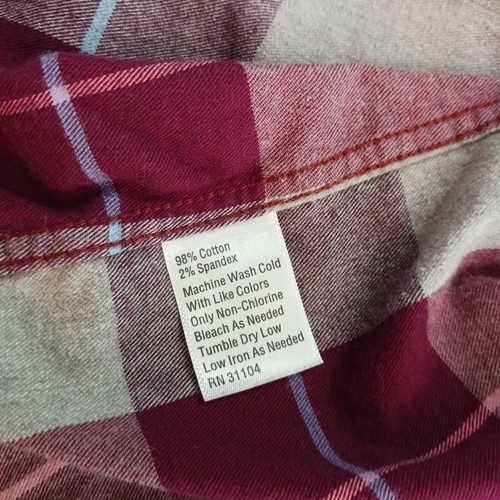 98% Cotton
2% Spandex
Machine Wash Cold
With Like Colors
Only Non-Chlorine
Bleach As Needed
Tumble Dry Low
Low Iron As Needed
RN 31104